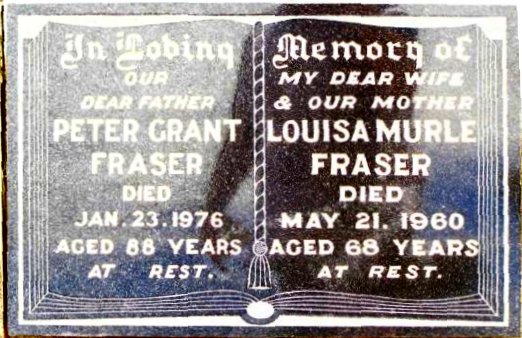 In Loving
OUR
DEAR FATHER
PETER GRANT
FRASER
DIED
JAN. 23. 1976
AGED 88 YEARS
AT REST.
Memory of
MY DEAR WIFE
& OUR MOTHER
LOUISA MURLE
FRASER
DIED
MAY 21. 1960
AGED 68 YEARS
AT REST.